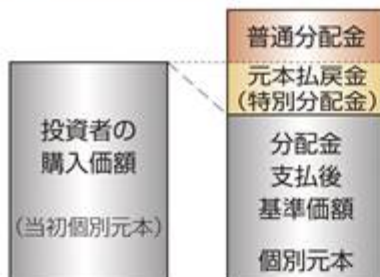 投資者の
購入価額
(当初個別元本)
普通分配金
元本払戻金
(特別分配金)
分配金
支払後
基準価額
個別元本